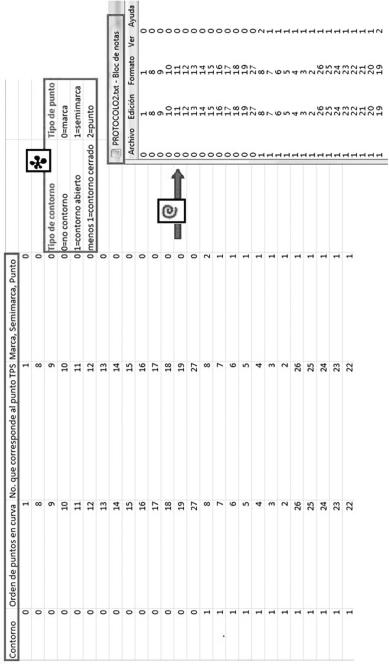 Contorno Orden de puntos en curva No. que corresponde al punto TPS Marca, Semimarca, Punto
0 1 1 0
0 8 8 0
0 9 9 0
0 10 10 0
0 11 11 0
0 12 12 0
0 13 13 0
0 14 14 0
0 15 15 0
0 16 16 0
0 17 17 0
0 18 18 0
0 19 19 0
0 27 27 0
1 8 8 2
1 7 7 1
1 6 6 1
1 5 5 1
1 4 4 1
1 3 3 1
1 2 2 1
1 26 26 1
1 25 25 1
1 24 24 1
1 23 23 1
1 22 22 1
Tipo de contorno Tipo de punto
0=no contorno 0=marca
1=contorno abierto 1=semimarca
menos 1=contorno cerrado 2=punto
PROTOCOLO2.txt - Bloc de notas
Archivo Edición Formato Ver Ayuda
0 1 1 0
0 8 8 0
0 9 9 0
0 10 10 0
0 11 11 0
0 12 12 0
0 13 13 0
0 14 14 0
0 15 15 0
0 16 16 0
0 17 17 0
0 18 18 0
0 19 19 0
0 27 27 0
1 8 8 2
1 7 7 1
1 6 6 1
1 5 5 1
1 4 4 1
1 3 3 1
1 2 2 1
1 26 26 1
1 25 25 1
1 24 24 1
1 23 23 1
1 22 22 1
1 21 21 1
1 20 20 1
1 19 19 2